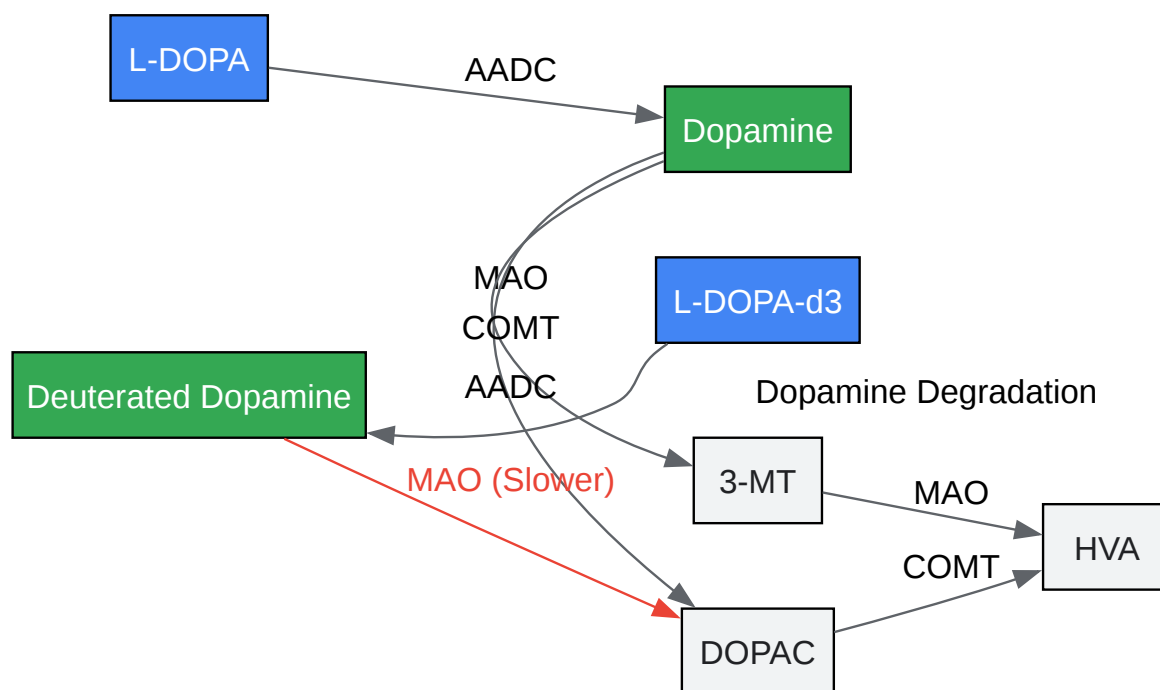 L-DOPA
AADC
Dopamine
MAO
L-DOPA-d3
COMT
AADC
Deuterated Dopamine
Dopamine Degradation
MAO (Slower)
3-MT
MAO
HVA
COMT
DOPAC